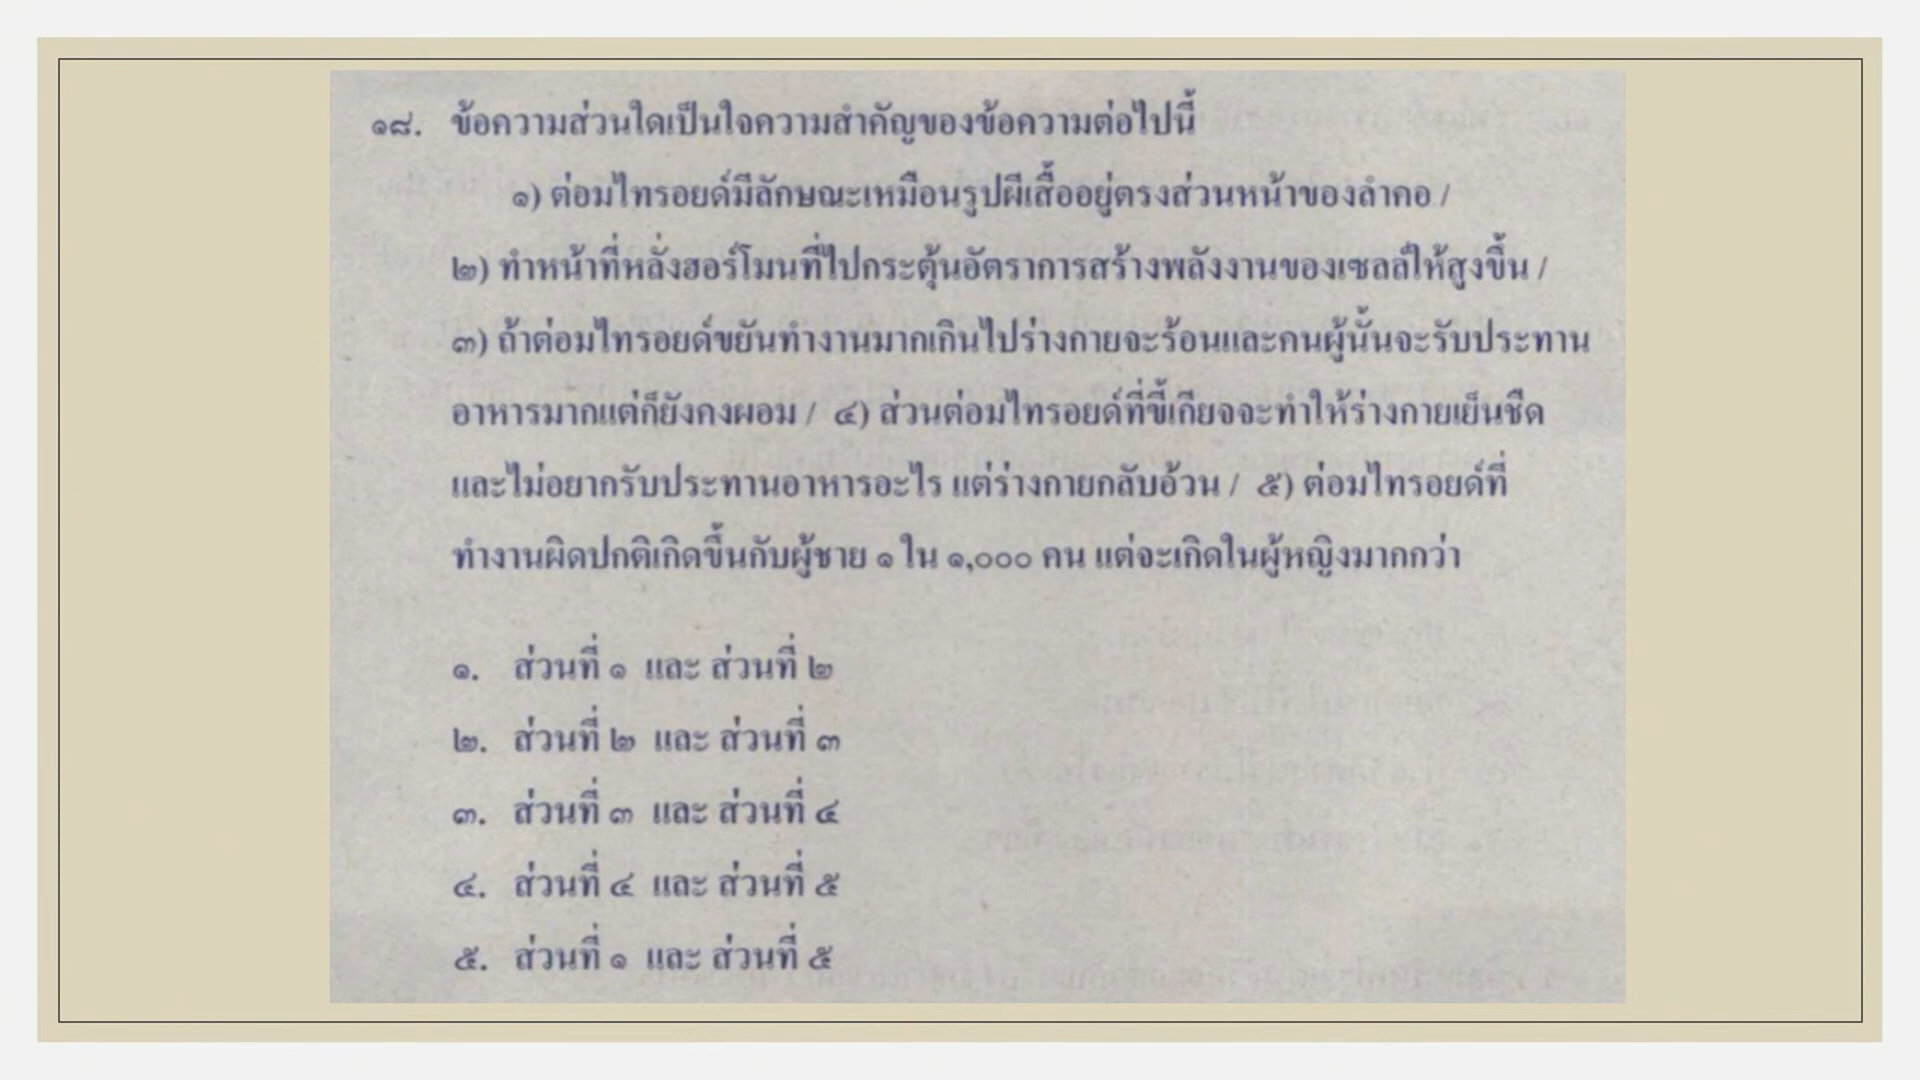 ๑๘. ข้อความส่วนใดเป็นใจความสำคัญของข้อความต่อไปนี้
๑) ต่อมไทรอยด์มีลักษณะเหมือนรูปผีเสื้ออยู่ตรงส่วนหน้าของลำคอ /
๒) ทำหน้าที่หลั่งฮอร์โมนที่ไปกระตุ้นอัตราการสร้างพลังงานของเซลล์ให้สูงขึ้น /
๓) ถ้าต่อมไทรอยด์ขยันทำงานมากเกินไปร่างกายจะร้อนและคนผู้นั้นจะรับประทาน
อาหารมากแต่ก็ยังคงผอม / ๔) ส่วนต่อมไทรอยด์ที่ขี้เกียจจะทำให้ร่างกายเย็นชืด
และไม่อยากรับประทานอาหารอะไร แต่ร่างกายกลับอ้วน / ๕) ต่อมไทรอยด์ที่
ทำงานผิดปกติเกิดขึ้นกับผู้ชาย ๑ ใน ๑,๐๐๐ คน แต่จะเกิดในผู้หญิงมากกว่า
๑. ส่วนที่ ๑ และ ส่วนที่ ๒
๒. ส่วนที่ ๒ และ ส่วนที่ ๓
๓. ส่วนที่ ๓ และ ส่วนที่ ๔
๔. ส่วนที่ ๔ และ ส่วนที่ ๕
๕. ส่วนที่ ๑ และ ส่วนที่ ๕